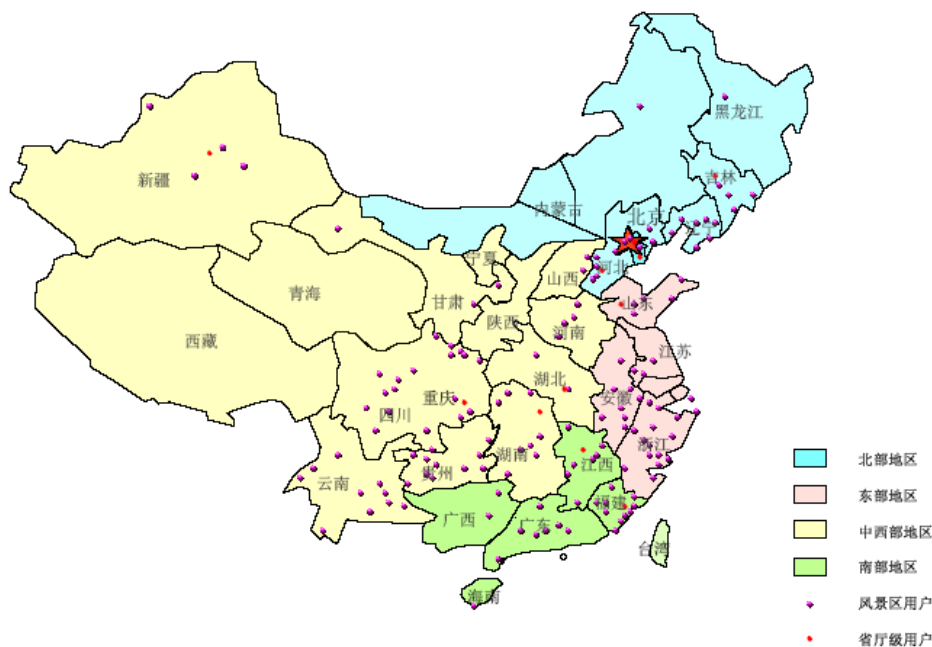 黑龙江
吉林
新疆
内蒙古
北京
辽宁
宁夏
河北
山西
青海
甘肃
山东
陕西
河南
西藏
江苏
湖北
重庆
安徽
四川
浙江
湖南
江西
贵州
云南
福建
广西
广东
台湾
海南
北部地区
东部地区
中西部地区
南部地区
风景区用户
省厅级用户